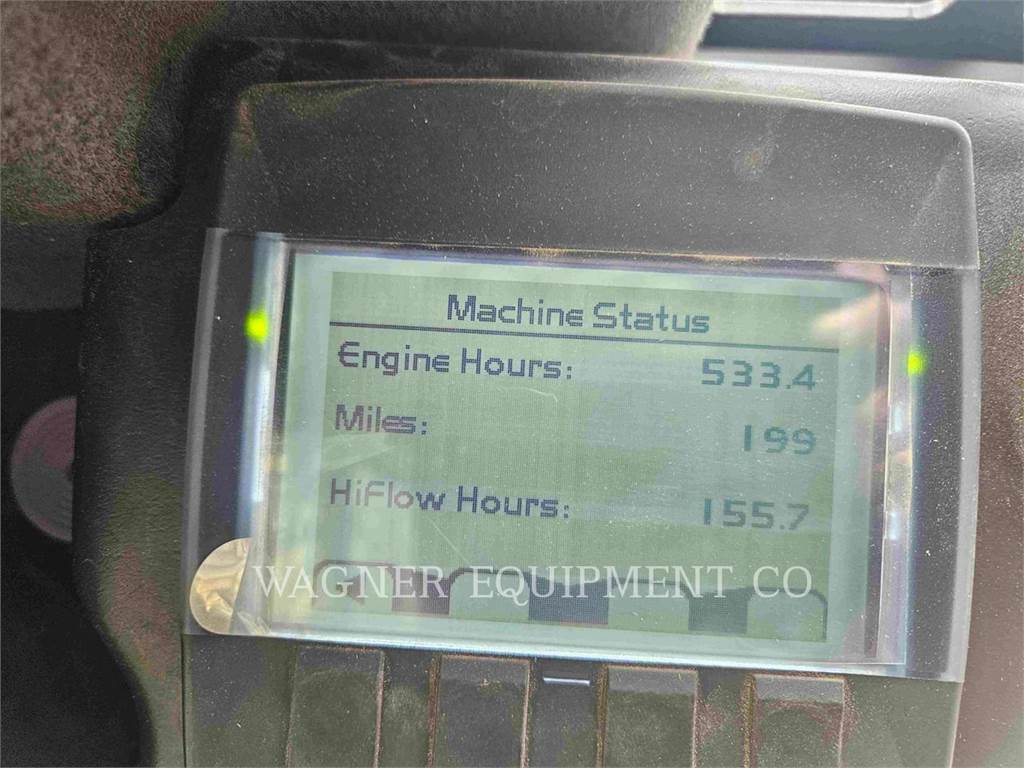 Machine Status
Engine Hours: 533.4
Miles: 199
HiFlow Hours: 155.7
WAGNER EQUIPMENT CO